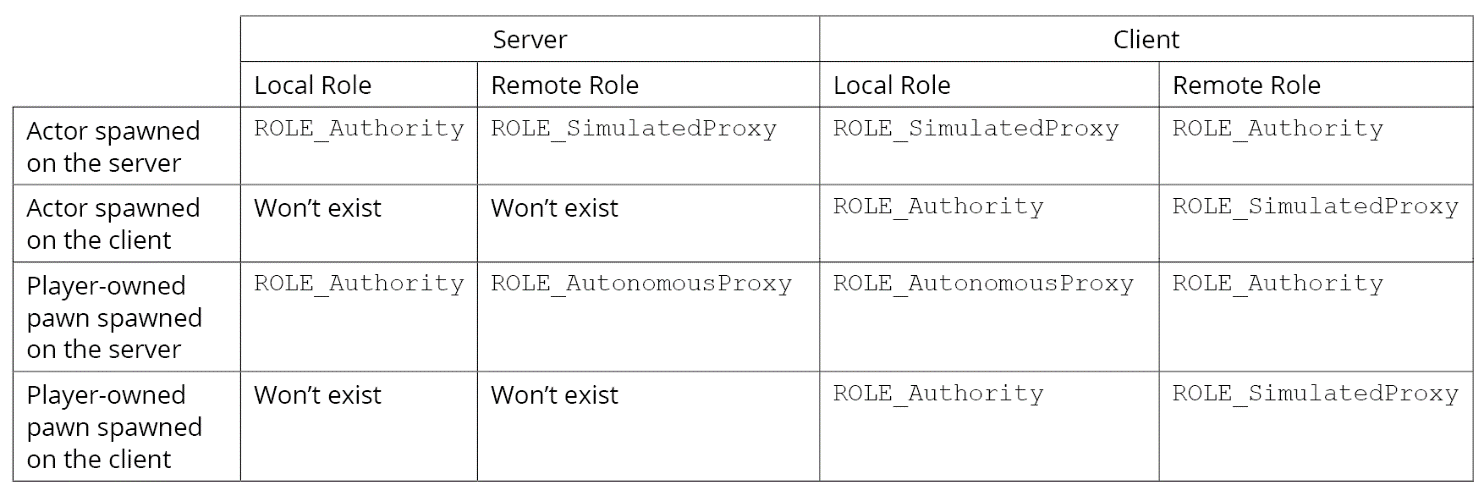 Server Client
Local Role Remote Role Local Role Remote Role
Actor spawned ROLE_Authority ROLE_SimulatedProxy ROLE_SimulatedProxy ROLE_Authority
on the server
Actor spawned Won’t exist Won’t exist ROLE_Authority ROLE_SimulatedProxy
on the client
Player-owned ROLE_Authority ROLE_AutonomousProxy ROLE_AutonomousProxy ROLE_Authority
pawn spawned
on the server
Player-owned Won’t exist Won’t exist ROLE_Authority ROLE_SimulatedProxy
pawn spawned
on the client